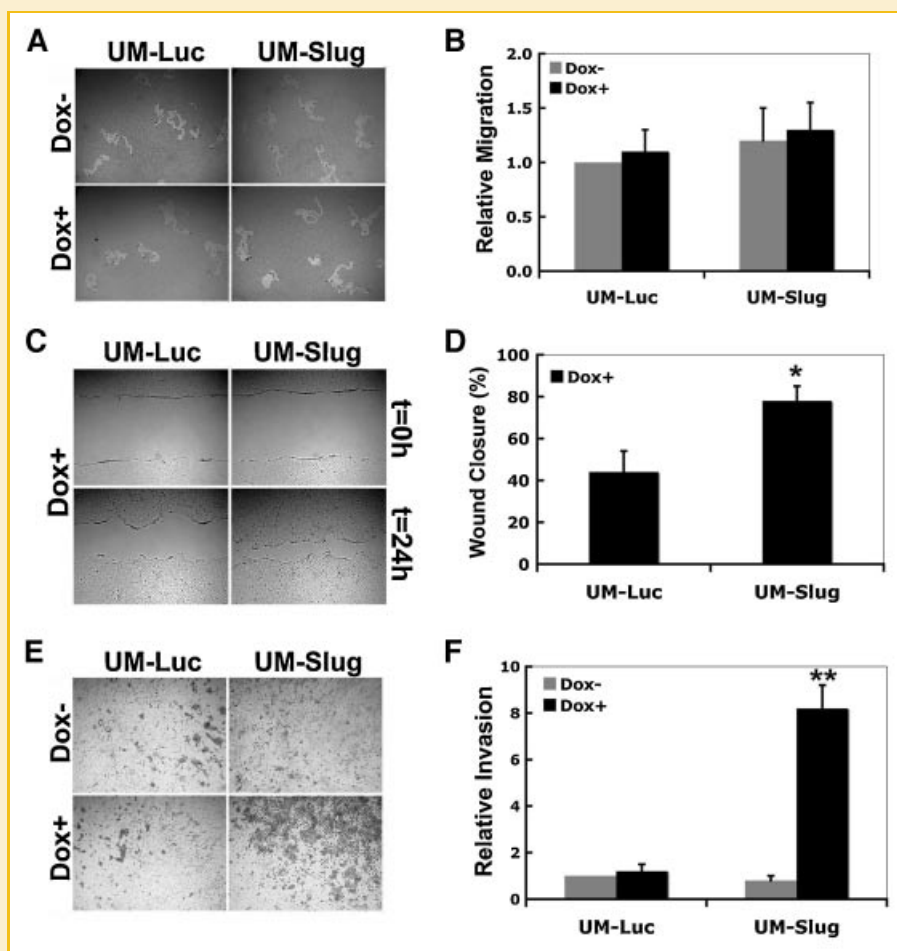 A
UM-Luc
UM-Slug
Dox-
Dox+
B
Relative Migration
2.0
1.5
1.0
0.5
0.0
Dox-
Dox+
UM-Luc
UM-Slug
C
UM-Luc
UM-Slug
Dox+
t=0h
t=24h
D
Wound Closure (%)
100
80
60
40
20
0
Dox+
*
UM-Luc
UM-Slug
E
UM-Luc
UM-Slug
Dox-
Dox+
F
Relative Invasion
10
8
6
4
2
0
Dox-
Dox+
**
UM-Luc
UM-Slug